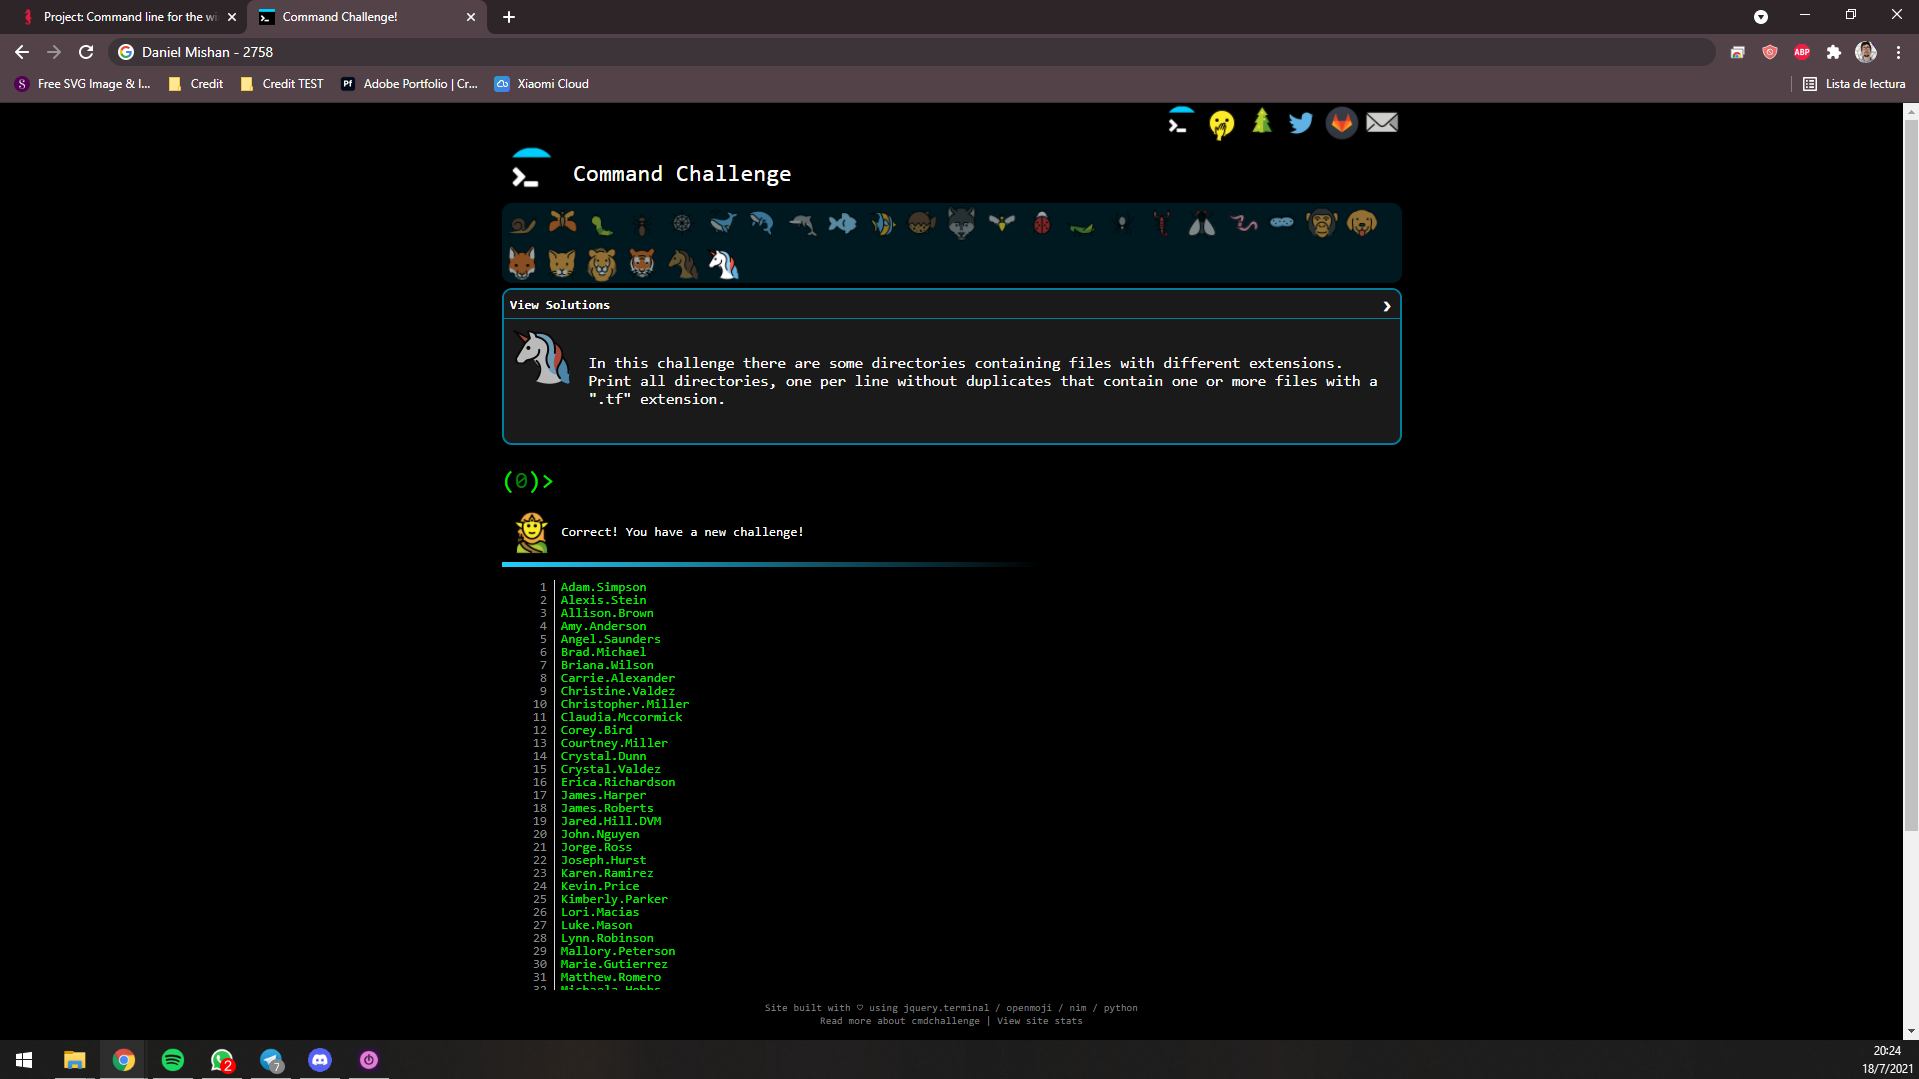 Project: Command line for the wi
Command Challenge!
Daniel Mishan - 2758
ABP
S Free SVG Image & I...
Credit
Credit TEST
Pf Adobe Portfolio | Cr...
Xiaomi Cloud
Lista de lectura
Command Challenge
View Solutions
In this challenge there are some directories containing files with different extensions.
Print all directories, one per line without duplicates that contain one or more files with a
".tf" extension.
(0)>
Correct! You have a new challenge!
1 Adam.Simpson
2 Alexis.Stein
3 Allison.Brown
4 Amy.Anderson
5 Angel.Saunders
6 Brad.Michael
7 Briana.Wilson
8 Carrie.Alexander
9 Christine.Valdez
10 Christopher.Miller
11 Claudia.Mccormick
12 Corey.Bird
13 Courtney.Miller
14 Crystal.Dunn
15 Crystal.Valdez
16 Erica.Richardson
17 James.Harper
18 James.Roberts
19 Jared.Hill.DVM
20 John.Nguyen
21 Jorge.Ross
22 Joseph.Hurst
23 Karen.Ramirez
24 Kevin.Price
25 Kimberly.Parker
26 Lori.Macias
27 Luke.Mason
28 Lynn.Robinson
29 Mallory.Peterson
30 Marie.Gutierrez
31 Matthew.Romero
32 Michaela.Hobbs
Site built with ♡ using jquery.terminal / openmoji / nim / python
Read more about cmdchallenge | View site stats
2
7
20:24
18/7/2021